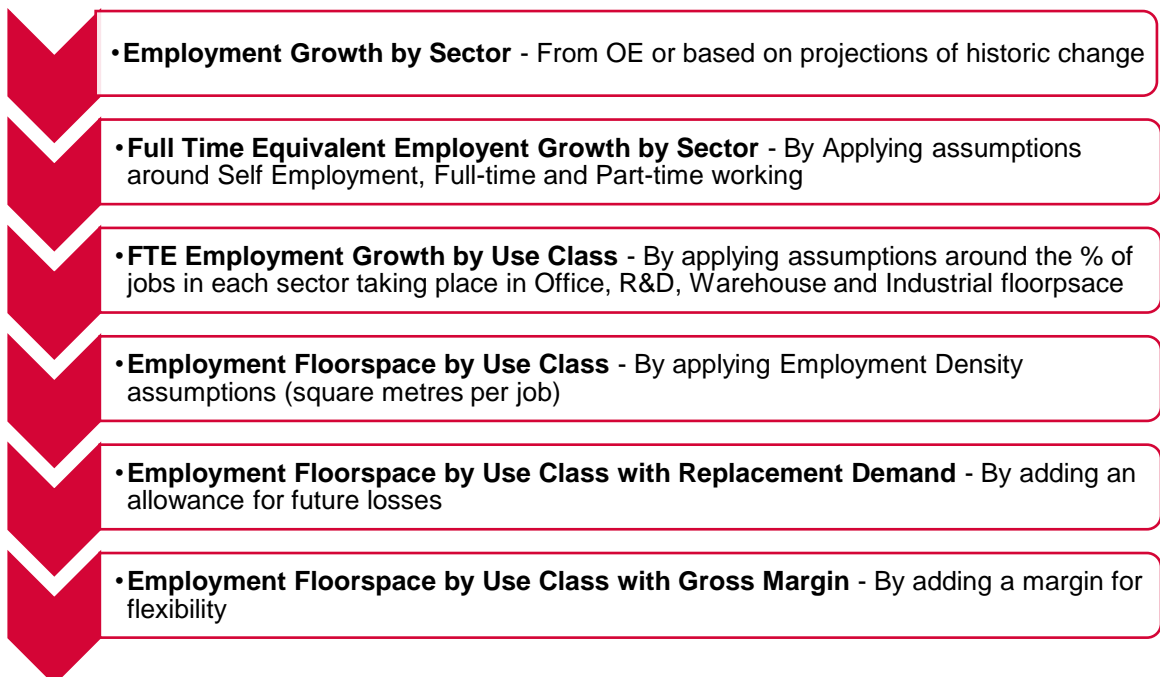 •Employment Growth by Sector - From OE or based on projections of historic change
•Full Time Equivalent Employent Growth by Sector - By Applying assumptions
around Self Employment, Full-time and Part-time working
•FTE Employment Growth by Use Class - By applying assumptions around the % of
jobs in each sector taking place in Office, R&D, Warehouse and Industrial floorpsace
•Employment Floorspace by Use Class - By applying Employment Density
assumptions (square metres per job)
•Employment Floorspace by Use Class with Replacement Demand - By adding an
allowance for future losses
•Employment Floorspace by Use Class with Gross Margin - By adding a margin for
flexibility